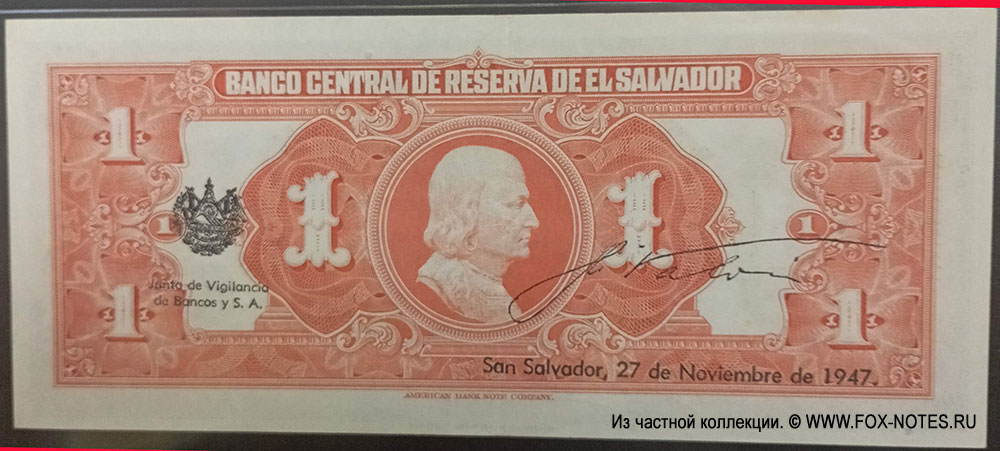 BANCO CENTRAL DE RESERVA DE EL SALVADOR
1 1
1 1
1 1
Junta de Vigilancia
de Bancos y S. A.
1 1
San Salvador, 27 de Noviembre de 1947.
AMERICAN BANK NOTE COMPANY.
Из частной коллекции. © WWW.FOX-NOTES.RU